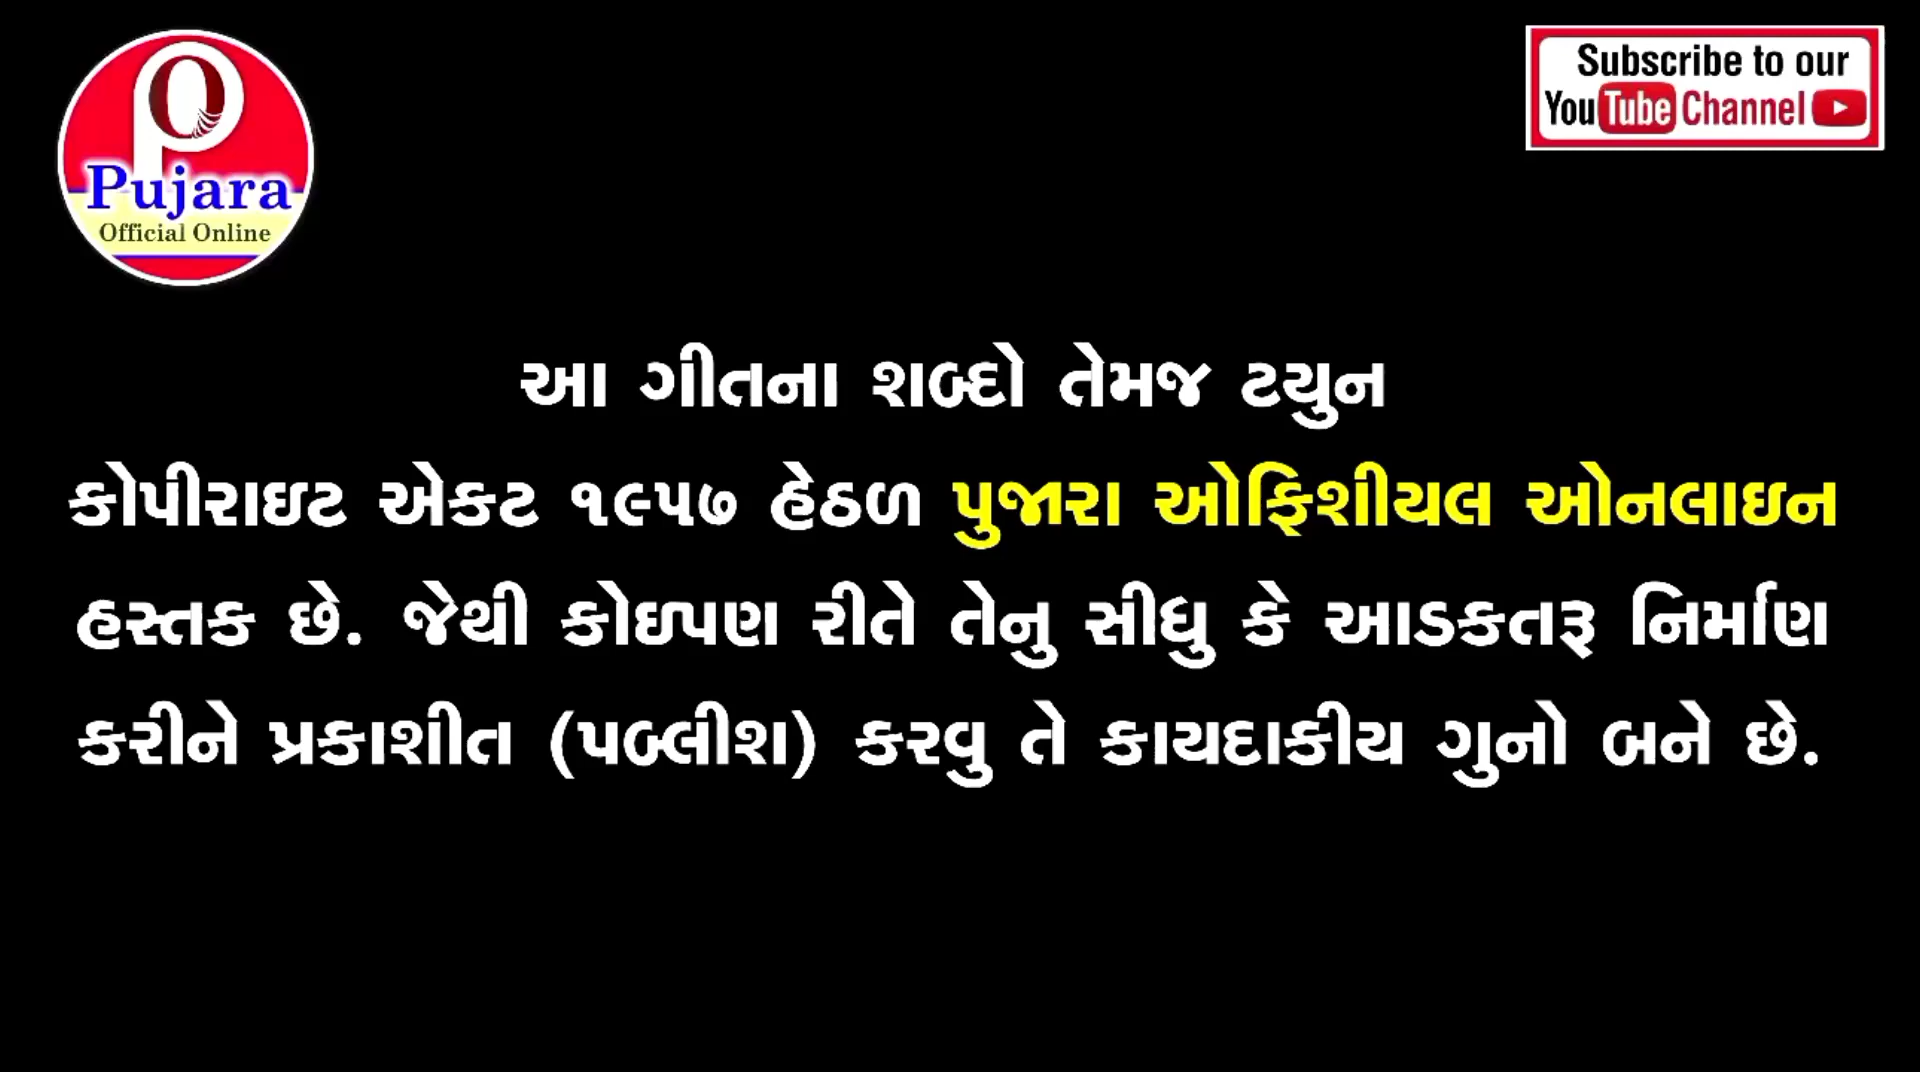 Pujara
Official Online
Subscribe to our
YouTube Channel
આ ગીતના શબ્દો તેમજ ટયુન
કોપીરાઇટ એકટ ૧૯૫૭ હેઠળ પુજારા ઓફિશીયલ ઓનલાઇન
હસ્તક છે. જેથી કોઇપણ રીતે તેનુ સીધુ કે આડકતરૂ નિર્માણ
કરીને પ્રકાશીત (પબ્લીશ) કરવુ તે કાયદાકીય ગુનો બને છે.